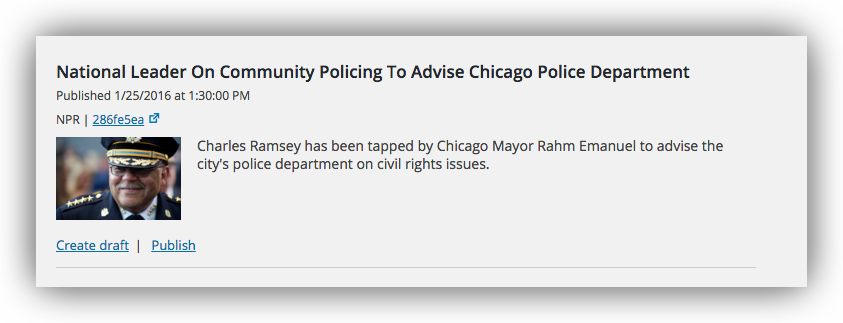 National Leader On Community Policing To Advise Chicago Police Department
Published 1/25/2016 at 1:30:00 PM
NPR | 286fe5ea
Charles Ramsey has been tapped by Chicago Mayor Rahm Emanuel to advise the
city's police department on civil rights issues.
Create draft | Publish